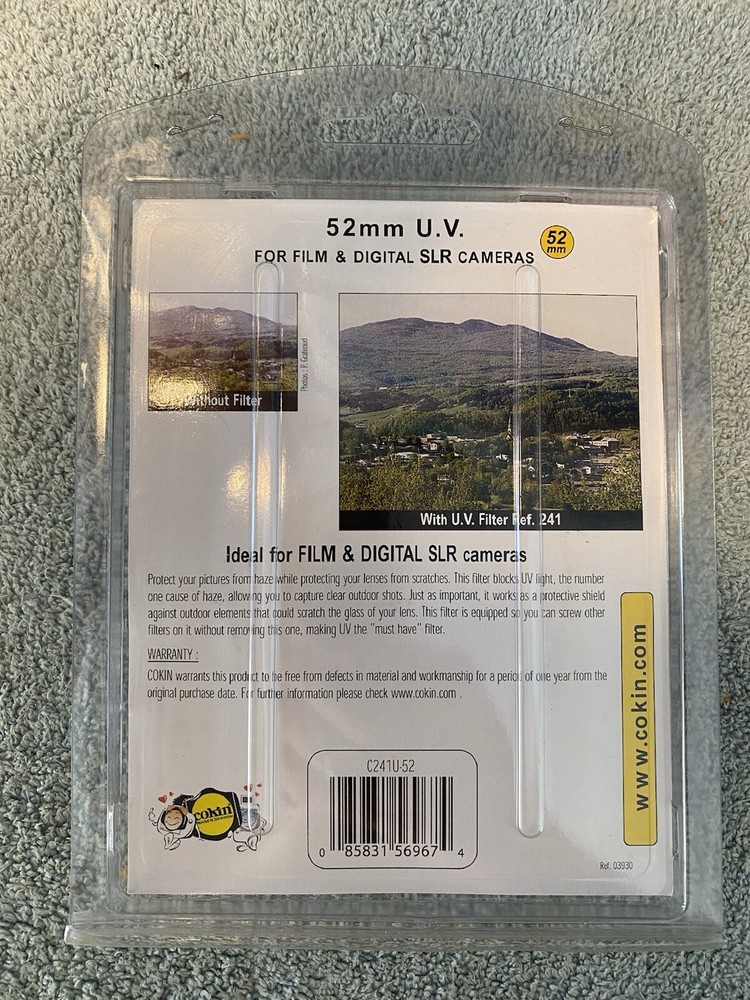 52mm U.V.
FOR FILM & DIGITAL SLR CAMERAS
52
mm
Without Filter
With U.V. Filter Ref. 241
Ideal for FILM & DIGITAL SLR cameras
Protect your pictures from haze while protecting your lenses from scratches. This filter blocks UV light, the number
one cause of haze, allowing you to capture clear outdoor shots. Just as important, it works as a protective shield
against outdoor elements that could scratch the glass of your lens. This filter is equipped so you can screw other
filters on it without removing this one, making UV the "must have" filter.
WARRANTY :
COKIN warrants this product to be free from defects in material and workmanship for a period of one year from the
original purchase date. For further information please check www.cokin.com .
www.cokin.com
cokin
C241U-52
0 85831 56967 4
Ref. 03930